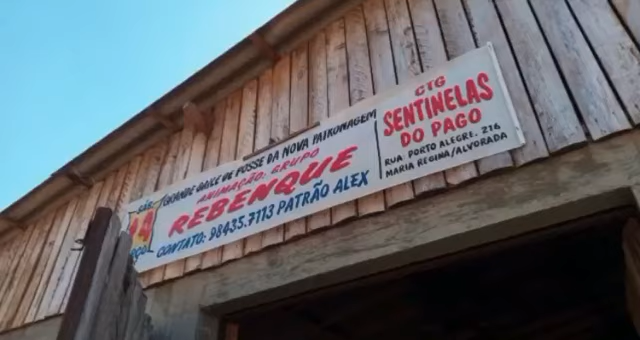 SÁB.
GRANDE BAILE DE POSSE DA NOVA PATRONAGEM
ANIMAÇÃO: GRUPO
REBENQUE
CONTATO: 98435.7113 PATRÃO ALEX
CTG
SENTINELAS
DO PAGO
RUA: PORTO ALEGRE, 216
MARIA REGINA/ALVORADA